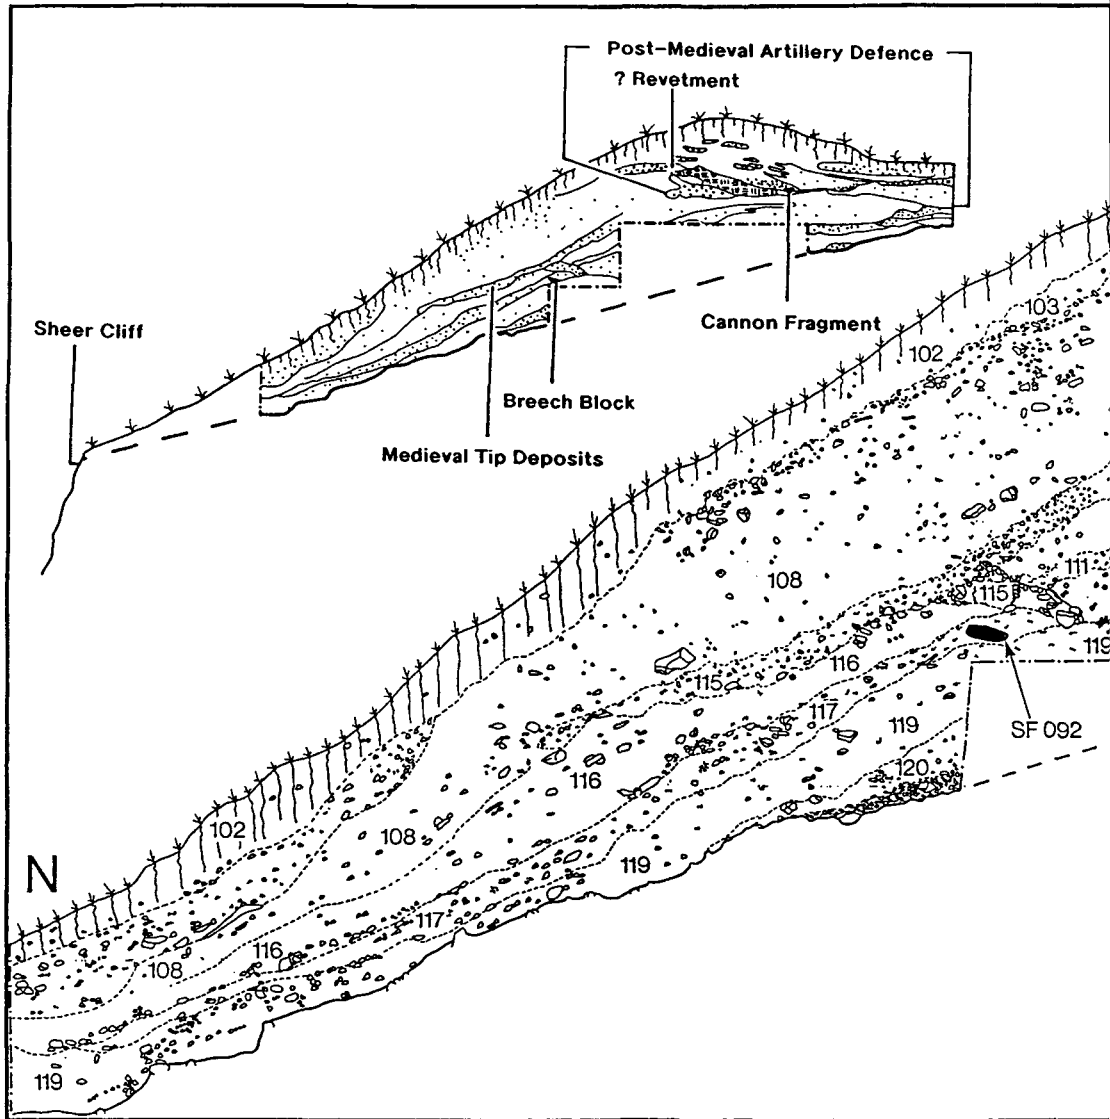 Post-Medieval Artillery Defence
? Revetment
Sheer Cliff
Cannon Fragment
Breech Block
Medieval Tip Deposits
103
102
108
111
115
119
116
115
SF 092
117
119
116
120
102
108
119
N
117
116
108
119